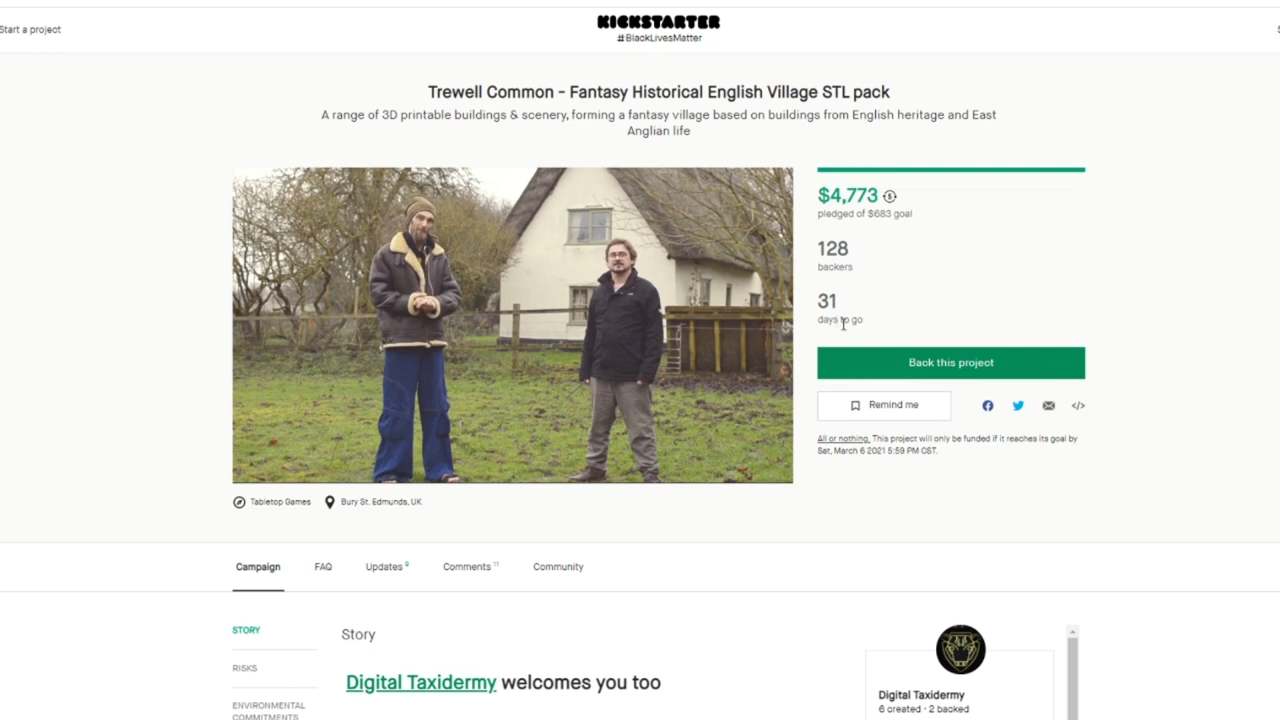 Start a project
KICKSTARTER
#BlackLivesMatter
Trewell Common - Fantasy Historical English Village STL pack
A range of 3D printable buildings & scenery, forming a fantasy village based on buildings from English heritage and East
Anglian life
$4,773
pledged of $683 goal
128
backers
31
days to go
Back this project
Remind me
All or nothing. This project will only be funded if it reaches its goal by
Sat, March 6 2021 5:59 PM CST.
Tabletop Games Bury St. Edmunds, UK
Campaign FAQ Updates 9 Comments 11 Community
STORY
RISKS
ENVIRONMENTAL
COMMITMENTS
Story
Digital Taxidermy welcomes you too
Digital Taxidermy
6 created · 2 backed